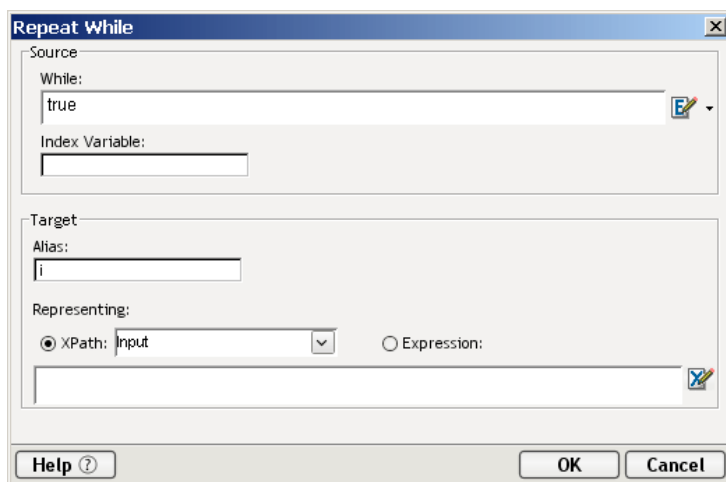 Repeat While
Source
While:
true
Index Variable:
Target
Alias:
i
Representing:
XPath: Input Expression:
Help ? OK Cancel